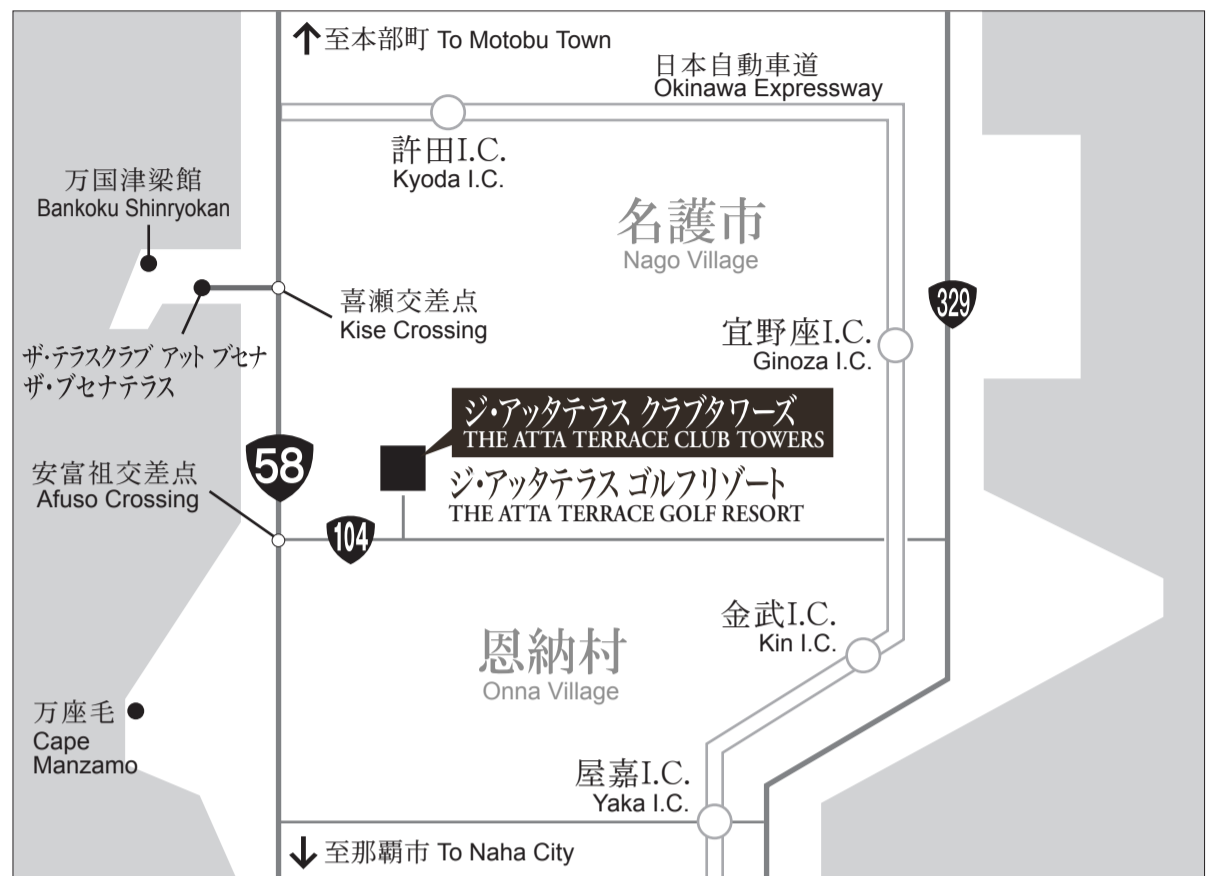 至本部町 To Motobu Town
日本自動車道
Okinawa Expressway
許田I.C.
Kyoda I.C.
万国津梁館
Bankoku Shinryokan
名護市
Nago Village
329
喜瀬交差点
Kise Crossing
宜野座I.C.
Ginoza I.C.
ザ・テラスクラブ アット ブセナ
ザ・ブセナテラス
ジ・アッタテラス クラブタワーズ
THE ATTA TERRACE CLUB TOWERS
58
安富祖交差点
Afuso Crossing
ジ・アッタテラス ゴルフリゾート
THE ATTA TERRACE GOLF RESORT
104
金武I.C.
Kin I.C.
恩納村
Onna Village
万座毛
Cape
Manzamo
屋嘉I.C.
Yaka I.C.
至那覇市 To Naha City